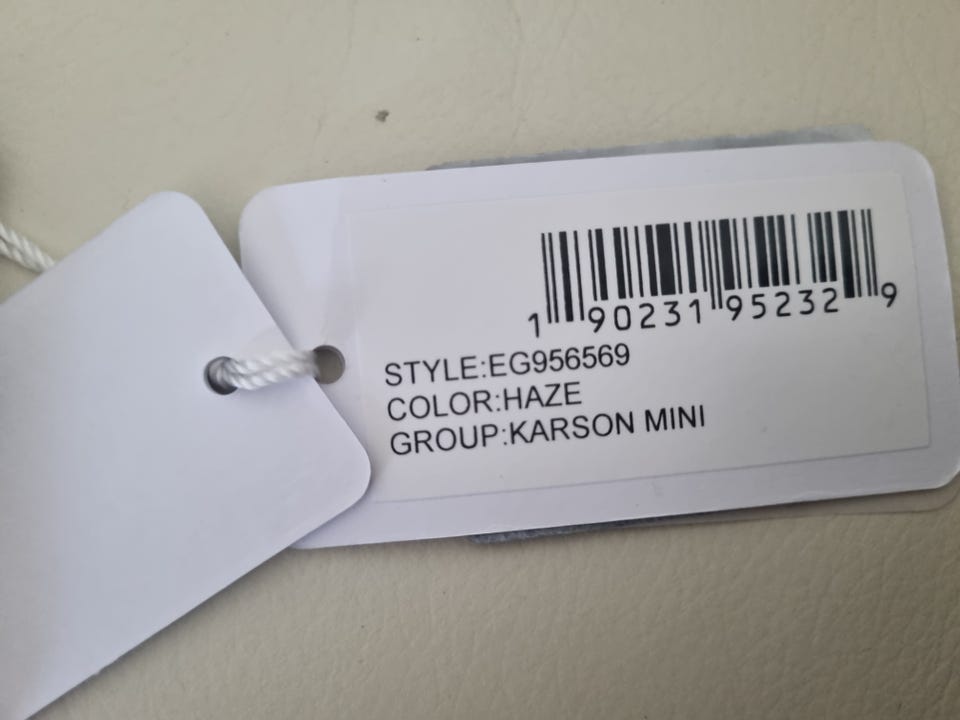 1 90231 95232 9
STYLE:EG956569
COLOR:HAZE
GROUP:KARSON MINI